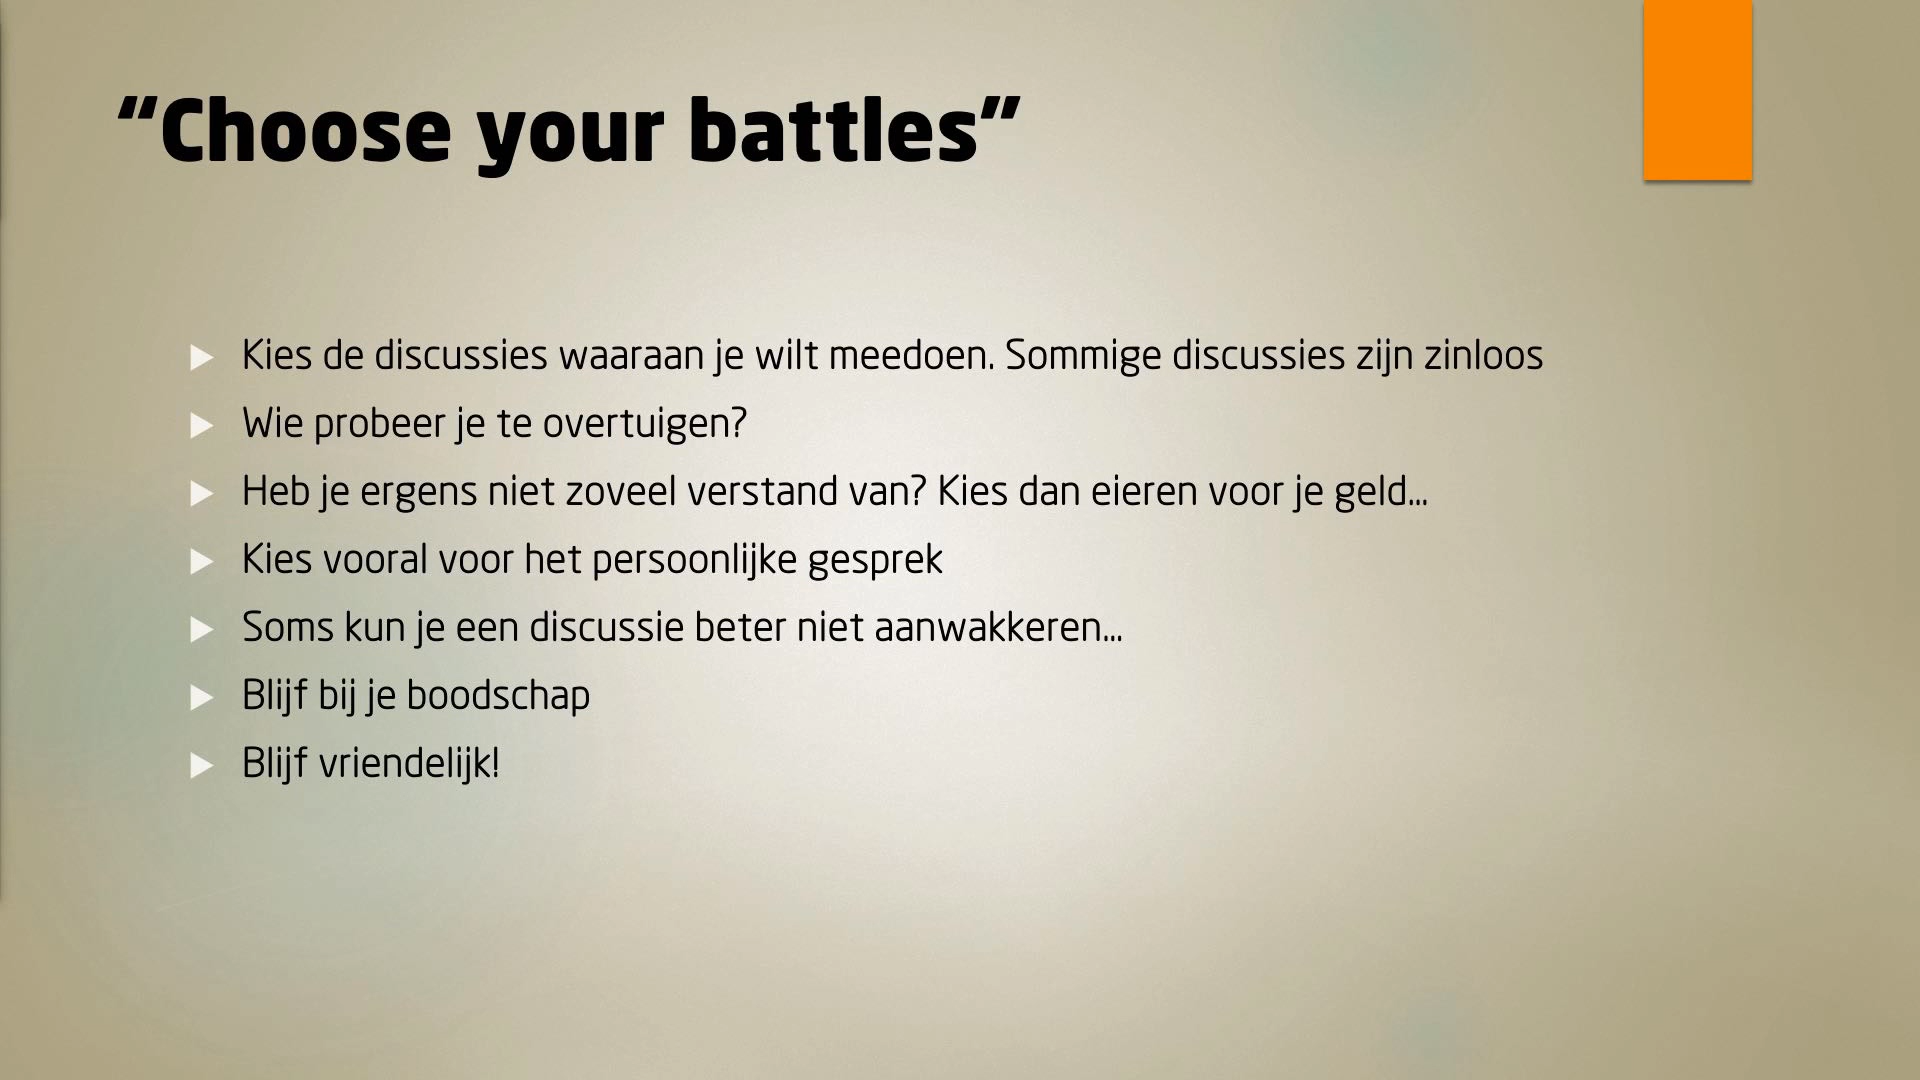 “Choose your battles”
Kies de discussies waaraan je wilt meedoen. Sommige discussies zijn zinloos
Wie probeer je te overtuigen?
Heb je ergens niet zoveel verstand van? Kies dan eieren voor je geld…
Kies vooral voor het persoonlijke gesprek
Soms kun je een discussie beter niet aanwakkeren…
Blijf bij je boodschap
Blijf vriendelijk!